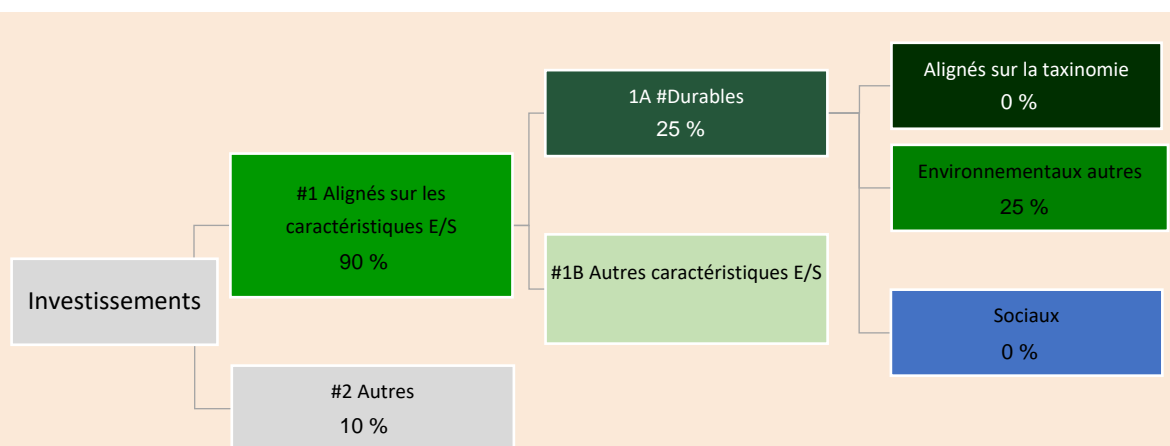 Investissements
#1 Alignés sur les
caractéristiques E/S
90 %
#2 Autres
10 %
1A #Durables
25 %
#1B Autres caractéristiques E/S
Alignés sur la taxinomie
0 %
Environnementaux autres
25 %
Sociaux
0 %